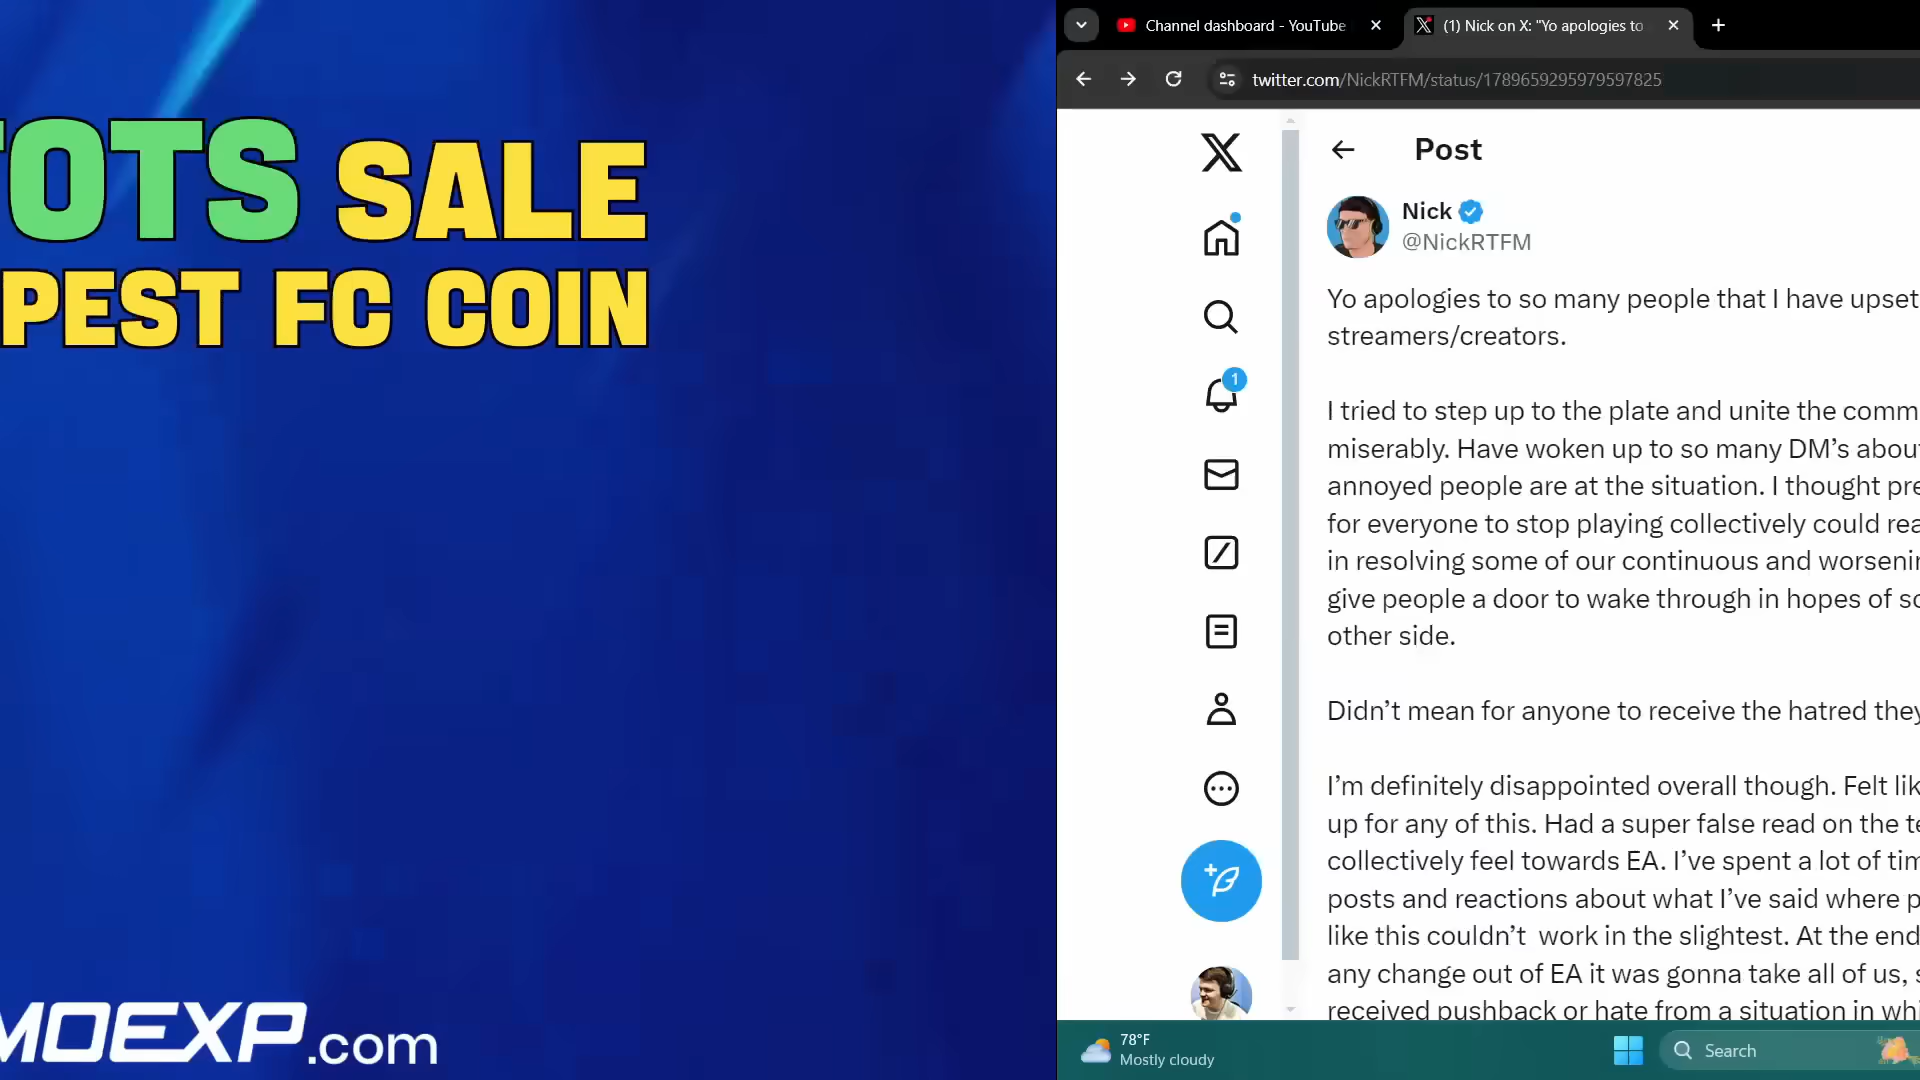 TOTS SALE
PEST FC COIN
MOEXP.com
Channel dashboard - YouTube
(1) Nick on X: "Yo apologies to
twitter.com/NickRTFM/status/1789659295979597825
Post
Nick
@NickRTFM
Yo apologies to so many people that I have upset
streamers/creators.
I tried to step up to the plate and unite the comm
miserably. Have woken up to so many DM’s about
annoyed people are at the situation. I thought pre
for everyone to stop playing collectively could rea
in resolving some of our continuous and worsenin
give people a door to wake through in hopes of so
other side.
Didn’t mean for anyone to receive the hatred they
I’m definitely disappointed overall though. Felt lik
up for any of this. Had a super false read on the te
collectively feel towards EA. I’ve spent a lot of tim
posts and reactions about what I’ve said where p
like this couldn’t work in the slightest. At the end
any change out of EA it was gonna take all of us, s
received pushback or hate from a situation in whi
1
78°F
Mostly cloudy
Search